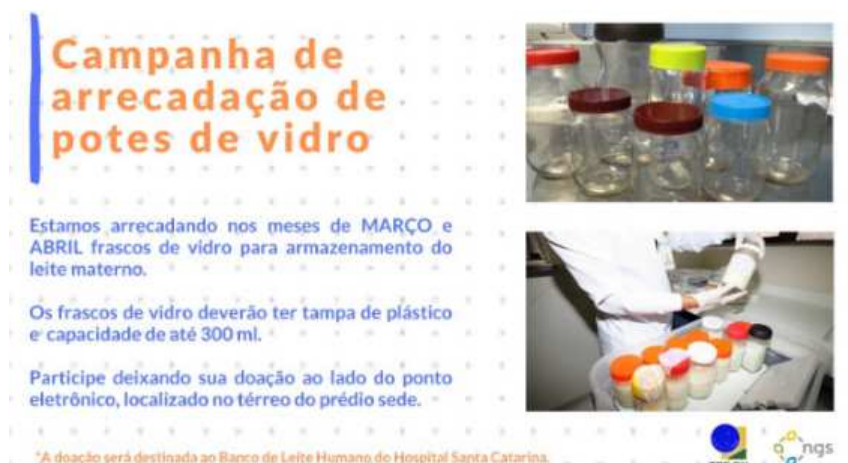 Campanha de
arrecadação de
potes de vidro
Estamos arrecadando nos meses de MARÇO e
ABRIL frascos de vidro para armazenamento do
leite materno.
Os frascos de vidro deverão ter tampa de plástico
e capacidade de até 300 ml.
Participe deixando sua doação ao lado do ponto
eletrônico, localizado no térreo do prédio sede.
*A doação será destinada ao Banco de Leite Humano do Hospital Santa Catarina.
ngs